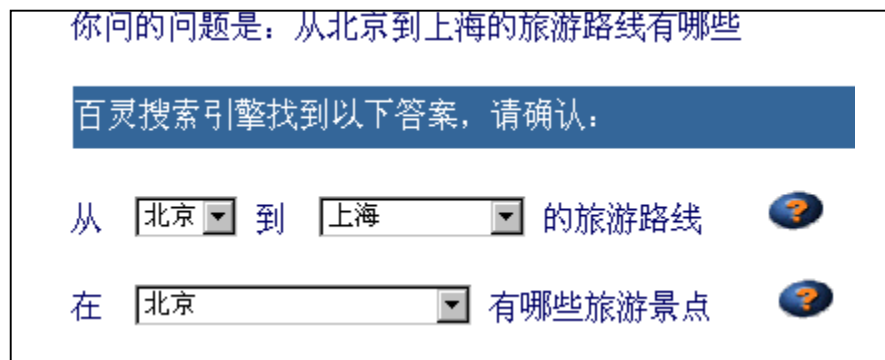 你问的问题是：从北京到上海的旅游路线有哪些
百灵搜索引擎找到以下答案，请确认：
从 北京 到 上海 的旅游路线 ?
在 北京 有哪些旅游景点 ?